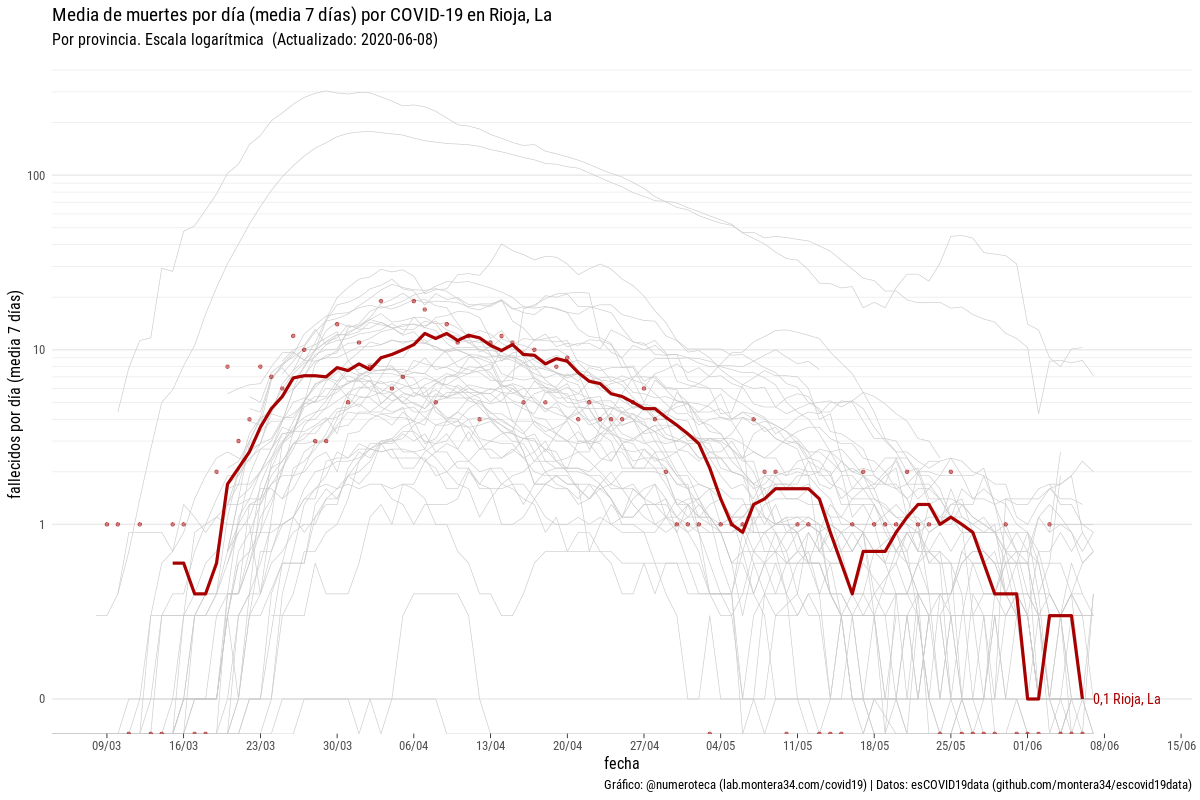 Media de muertes por día (media 7 días) por COVID-19 en Rioja, La
Por provincia. Escala logarítmica (Actualizado: 2020-06-08)
fallecidos por día (media 7 días)
100
10
1
0
0,1 Rioja, La
09/03 16/03 23/03 30/03 06/04 13/04 20/04 27/04 04/05 11/05 18/05 25/05 01/06 08/06 15/06
fecha
Gráfico: @numeroteca (lab.montera34.com/covid19) | Datos: esCOVID19data (github.com/montera34/escovid19data)